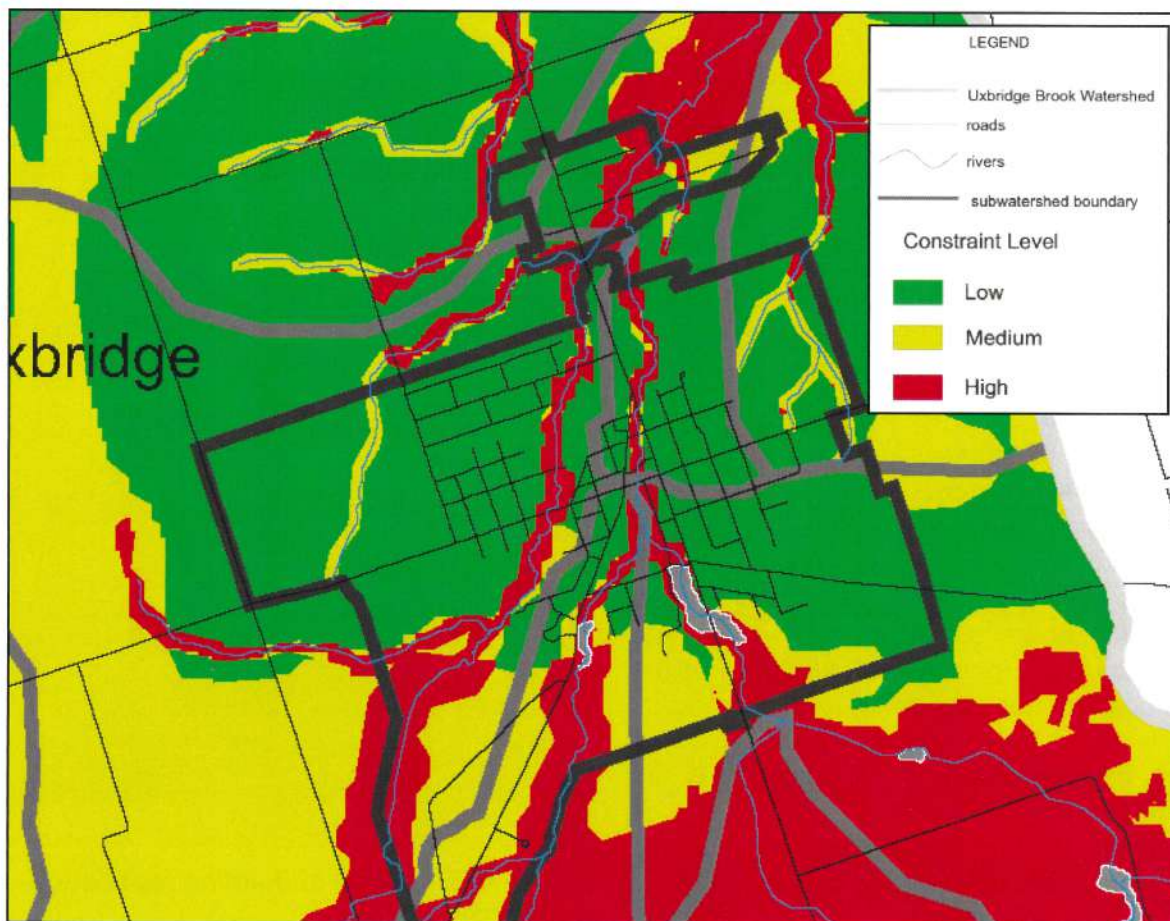 LEGEND
Uxbridge Brook Watershed
roads
rivers
subwatershed boundary
Constraint Level
Low
Medium
High
xbridge